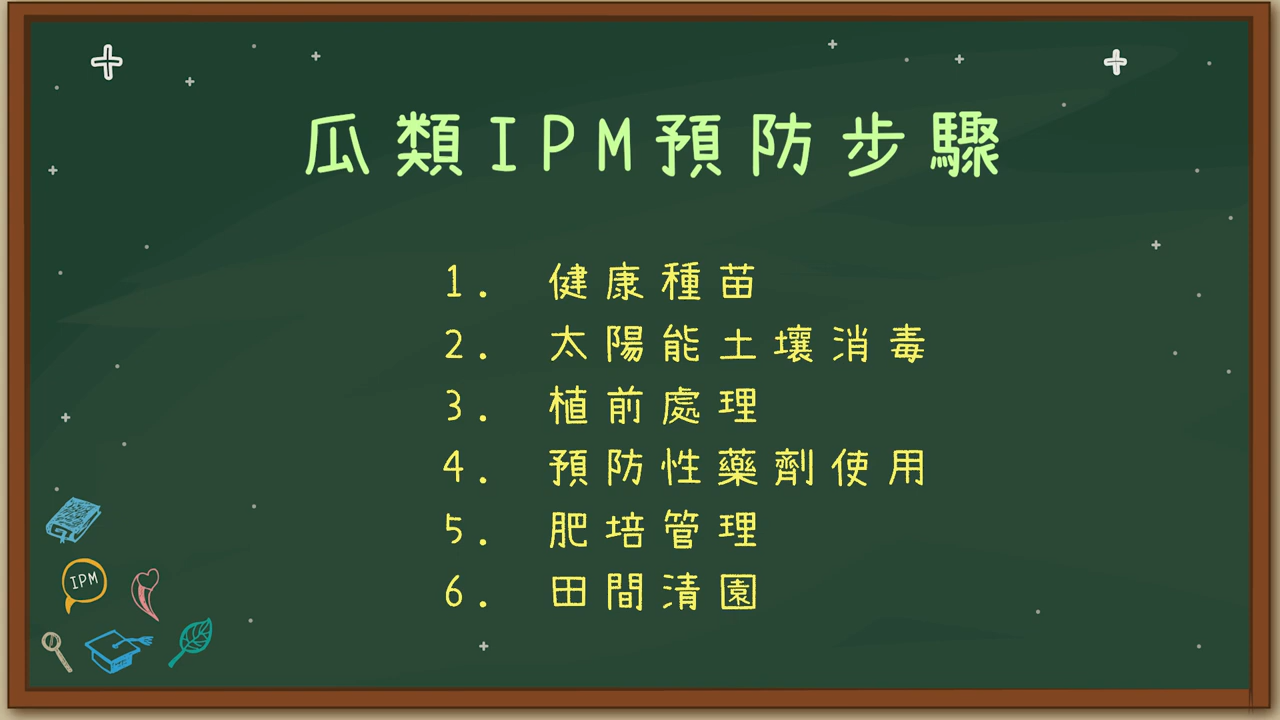 瓜類IPM預防步驟
1. 健康種苗
2. 太陽能土壤消毒
3. 植前處理
4. 預防性藥劑使用
5. 肥培管理
6. 田間清園
IPM